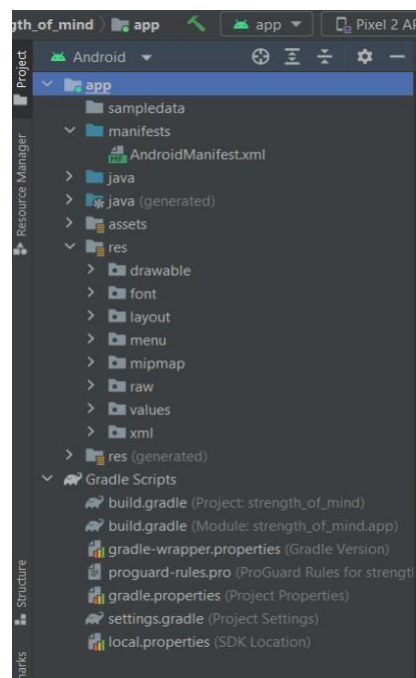 gth_of_mind app app Pixel 2 AP
Android
app
sampledata
manifests
AndroidManifest.xml
java
java (generated)
assets
res
drawable
font
layout
menu
mipmap
raw
values
xml
res (generated)
Gradle Scripts
build.gradle (Project: strength_of_mind)
build.gradle (Module: strength_of_mind.app)
gradle-wrapper.properties (Gradle Version)
proguard-rules.pro (ProGuard Rules for strengt
gradle.properties (Project Properties)
settings.gradle (Project Settings)
local.properties (SDK Location)
Project
Resource Manager
Structure
marks